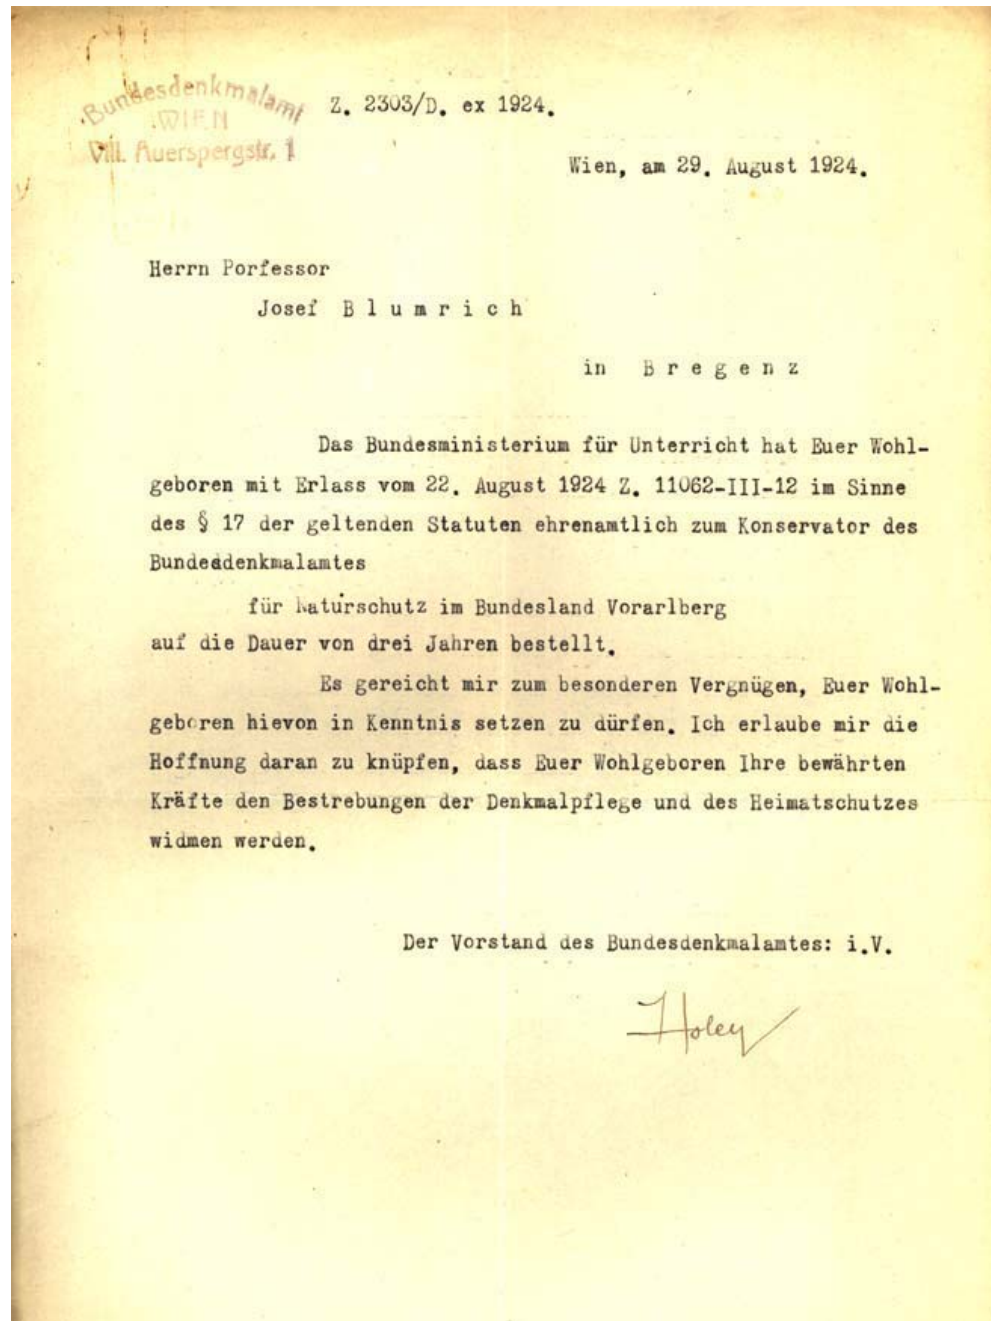 Bundesdenkmalamt
WIEN
VIII. Auerspergstr. 1
Z. 2303/D. ex 1924.
Wien, am 29. August 1924.
Herrn Porfessor
Josef B l u m r i c h
in B r e g e n z
Das Bundesministerium für Unterricht hat Euer Wohl-
geboren mit Erlass vom 22. August 1924 Z. 11062-III-12 im Sinne
des § 17 der geltenden Statuten ehrenamtlich zum Konservator des
Bundesdenkmalamtes
für Naturschutz im Bundesland Vorarlberg
auf die Dauer von drei Jahren bestellt.
Es gereicht mir zum besonderen Vergnügen, Euer Wohl-
geboren hievon in Kenntnis setzen zu dürfen. Ich erlaube mir die
Hoffnung daran zu knüpfen, dass Euer Wohlgeboren Ihre bewährten
Kräfte den Bestrebungen der Denkmalpflege und des Heimatschutzes
widmen werden.
Der Vorstand des Bundesdenkmalamtes: i.V.
Holey